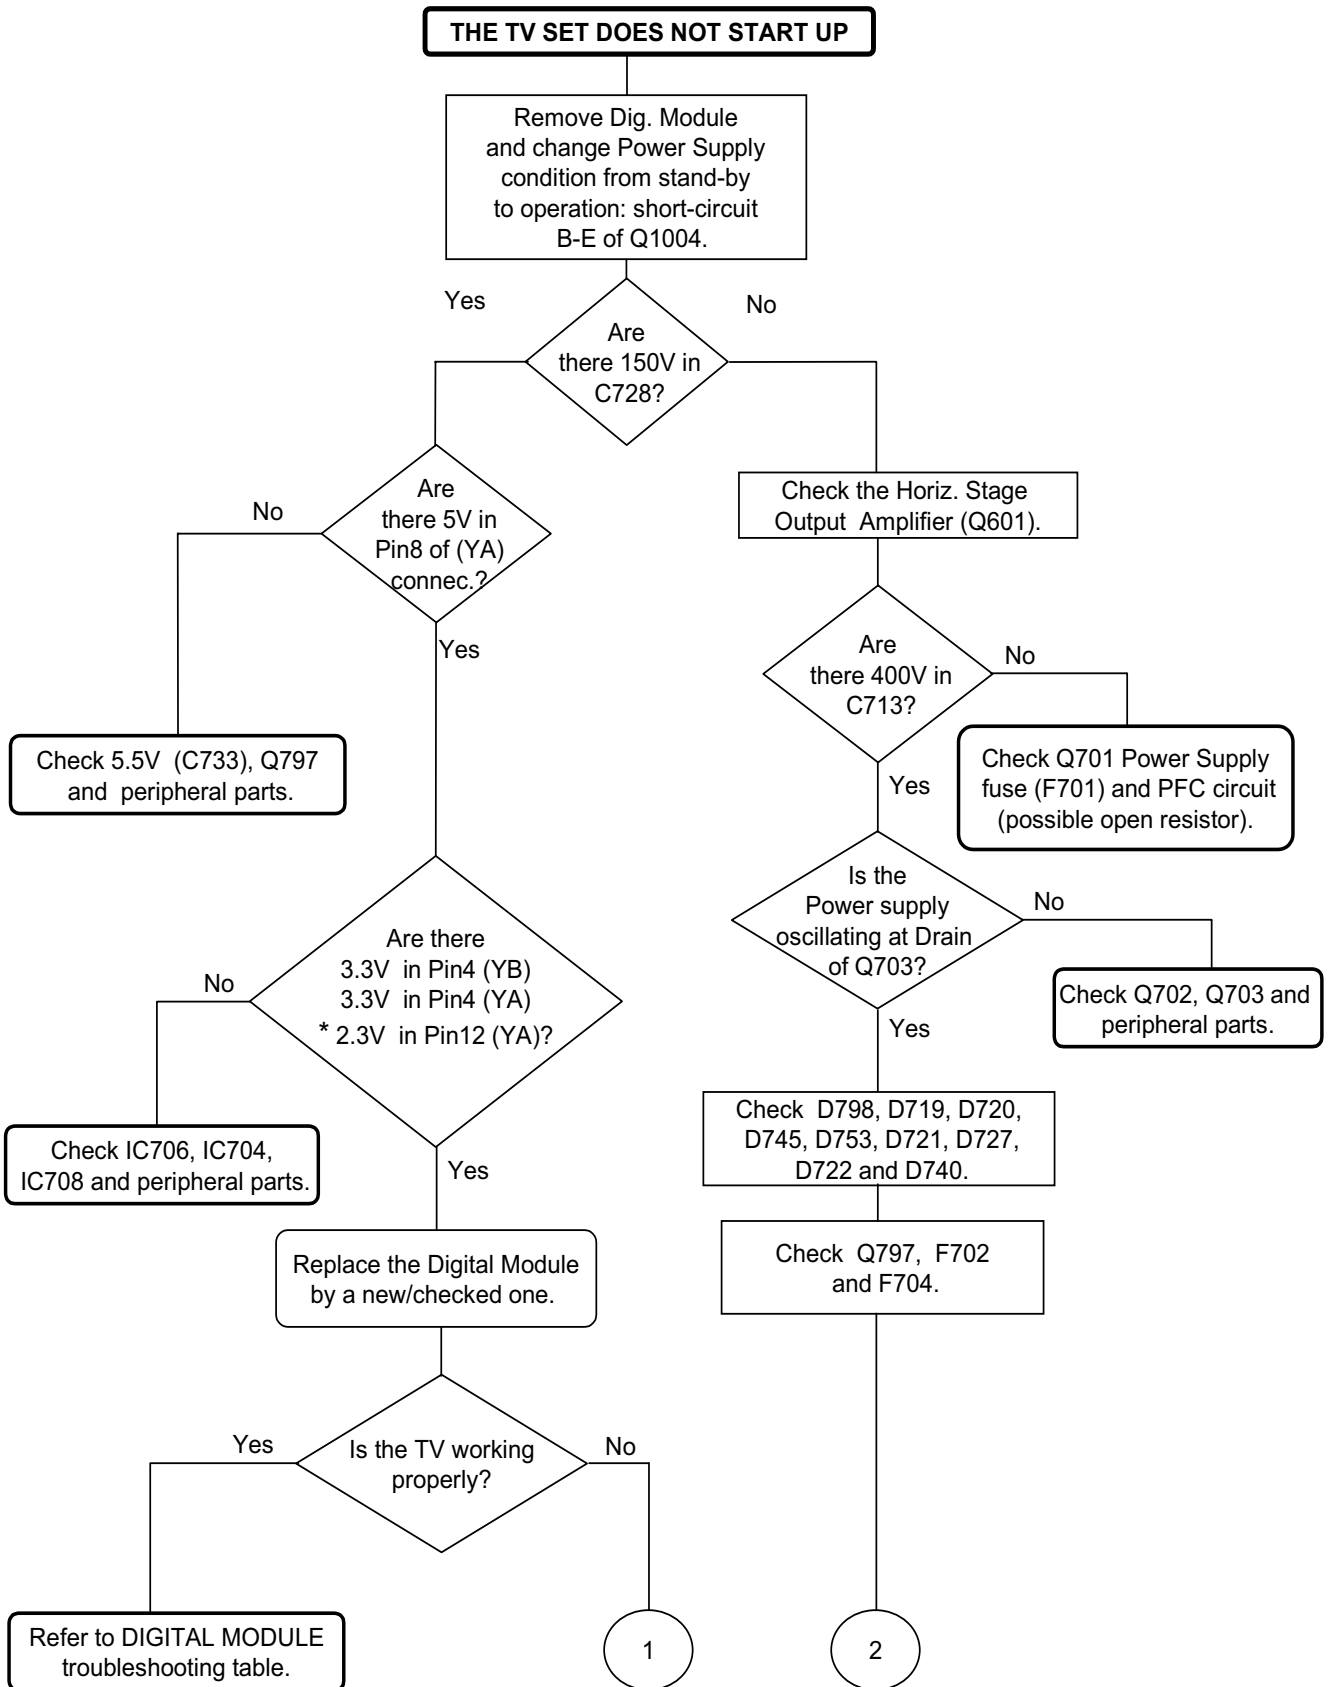 THE TV SET DOES NOT START UP
Remove Dig. Module
and change Power Supply
condition from stand-by
to operation: short-circuit
B-E of Q1004.
Yes
No
Are
there 150V in
C728?
No
Are
there 5V in
Pin8 of (YA)
connec.?
Yes
Check the Horiz. Stage
Output Amplifier (Q601).
Are
there 400V in
C713?
No
Yes
Check 5.5V (C733), Q797
and peripheral parts.
Check Q701 Power Supply
fuse (F701) and PFC circuit
(possible open resistor).
Is the
Power supply
oscillating at Drain
of Q703?
No
Yes
Check Q702, Q703 and
peripheral parts.
No
Are there
3.3V in Pin4 (YB)
3.3V in Pin4 (YA)
* 2.3V in Pin12 (YA)?
Yes
Check IC706, IC704,
IC708 and peripheral parts.
Check D798, D719, D720,
D745, D753, D721, D727,
D722 and D740.
Replace the Digital Module
by a new/checked one.
Check Q797, F702
and F704.
Yes
Is the TV working
properly?
No
Refer to DIGITAL MODULE
troubleshooting table.
1
2